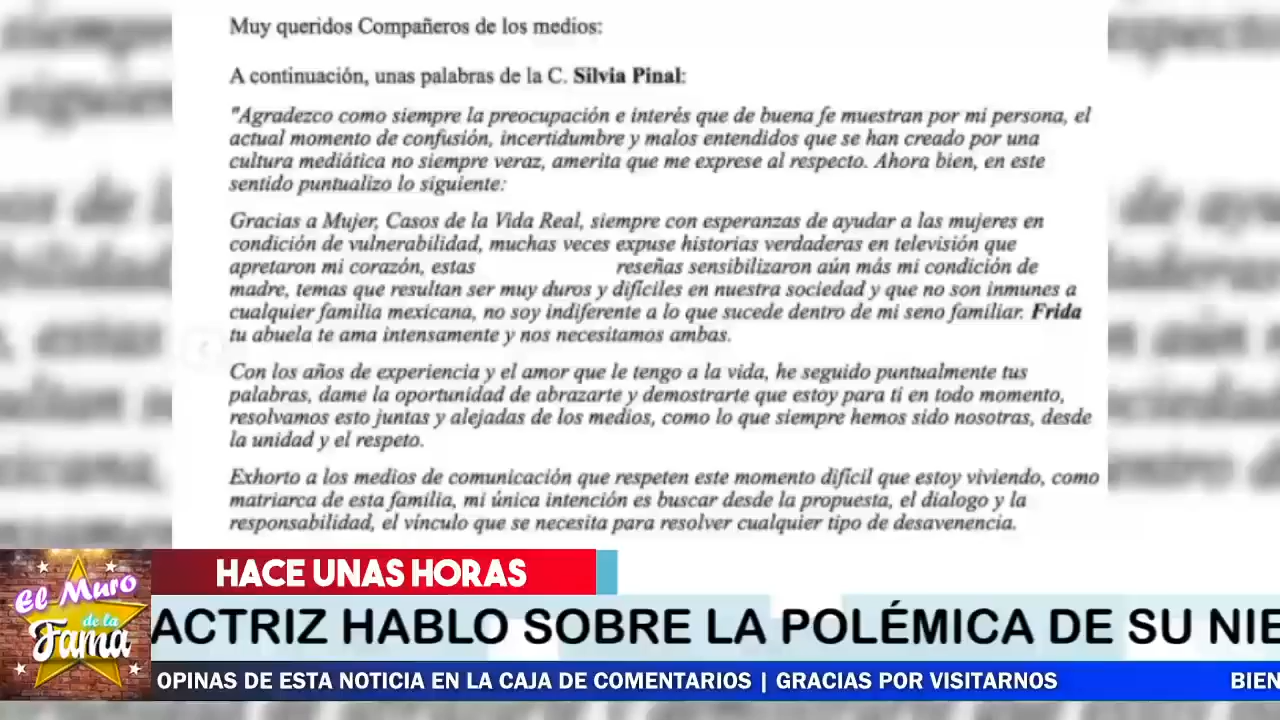 Muy queridos Compañeros de los medios:
A continuación, unas palabras de la C. Silvia Pinal:
"Agradezco como siempre la preocupación e interés que de buena fe muestran por mi persona, el
actual momento de confusión, incertidumbre y malos entendidos que se han creado por una
cultura mediática no siempre veraz, amerita que me exprese al respecto. Ahora bien, en este
sentido puntualizo lo siguiente:
Gracias a Mujer, Casos de la Vida Real, siempre con esperanzas de ayudar a las mujeres en
condición de vulnerabilidad, muchas veces expuse historias verdaderas en televisión que
apretaron mi corazón, estas reseñas sensibilizaron aún más mi condición de
madre, temas que resultan ser muy duros y difíciles en nuestra sociedad y que no son inmunes a
cualquier familia mexicana, no soy indiferente a lo que sucede dentro de mi seno familiar. Frida
tu abuela te ama intensamente y nos necesitamos ambas.
Con los años de experiencia y el amor que le tengo a la vida, he seguido puntualmente tus
palabras, dame la oportunidad de abrazarte y demostrarte que estoy para ti en todo momento,
resolvamos esto juntas y alejadas de los medios, como lo que siempre hemos sido nosotras, desde
la unidad y el respeto.
Exhorto a los medios de comunicación que respeten este momento difícil que estoy viviendo, como
matriarca de esta familia, mi única intención es buscar desde la propuesta, el dialogo y la
responsabilidad, el vínculo que se necesita para resolver cualquier tipo de desavenencia.
El Muro
de la
Fama
HACE UNAS HORAS
ACTRIZ HABLO SOBRE LA POLÉMICA DE SU NIE
OPINAS DE ESTA NOTICIA EN LA CAJA DE COMENTARIOS | GRACIAS POR VISITARNOS
BIEN